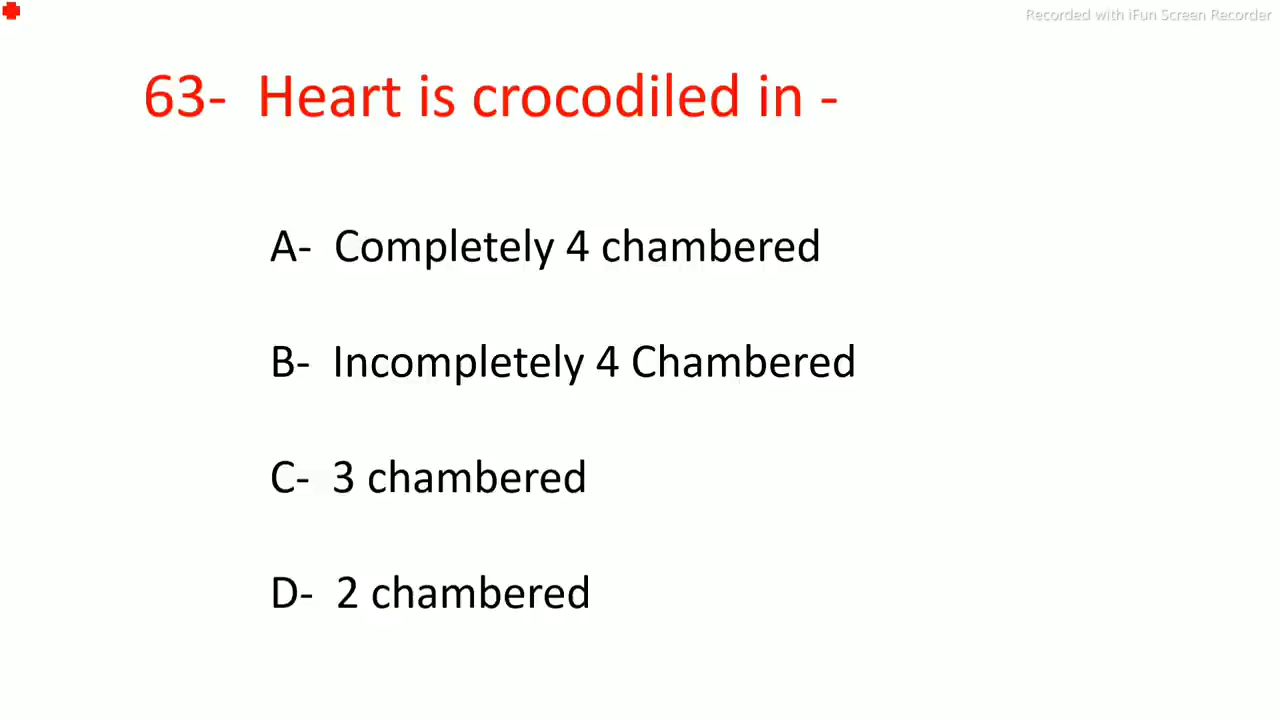 Recorded with iFun Screen Recorder
63- Heart is crocodiled in -
A- Completely 4 chambered
B- Incompletely 4 Chambered
C- 3 chambered
D- 2 chambered